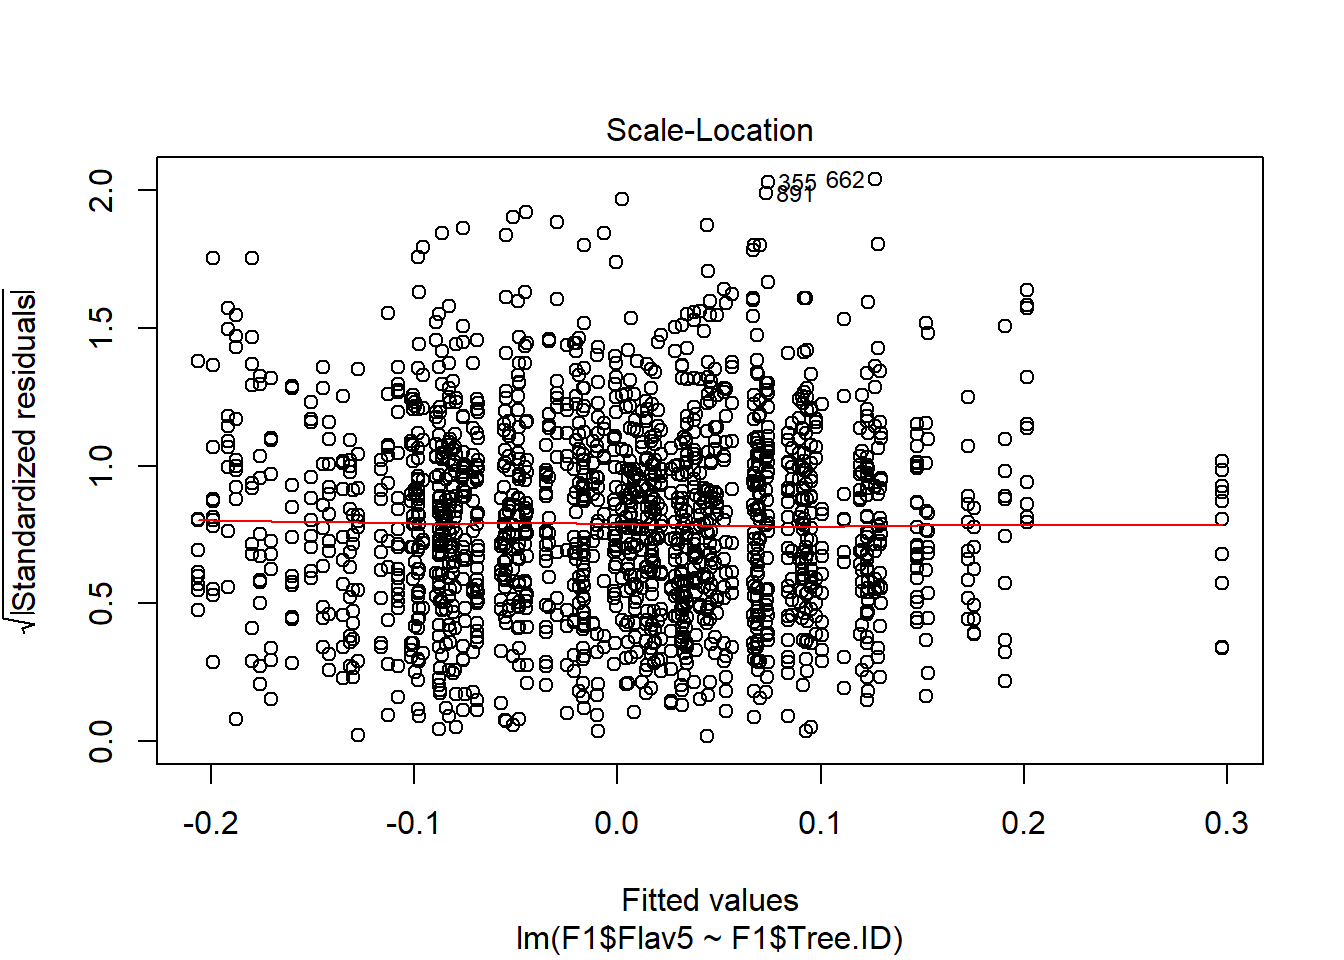 Scale-Location
√|Standardized residuals|
2.0
1.5
1.0
0.5
0.0
355
662
891
-0.2 -0.1 0.0 0.1 0.2 0.3
Fitted values
lm(F1$Flav5 ~ F1$Tree.ID)